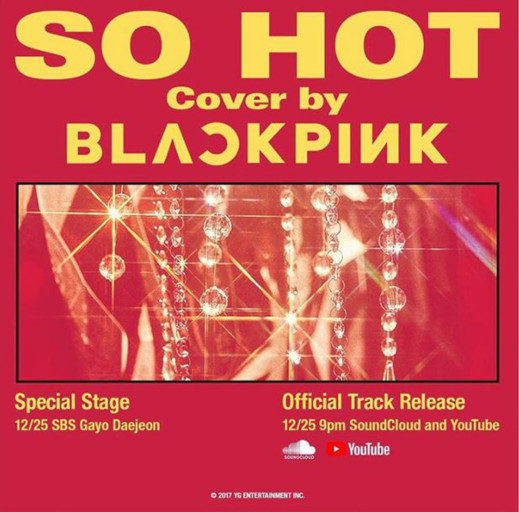 SO HOT
Cover by
BLACKPINK
Special Stage
12/25 SBS Gayo Daejeon
Official Track Release
12/25 9pm SoundCloud and YouTube
SOUNDCLOUD YouTube
© 2017 YG ENTERTAINMENT INC.